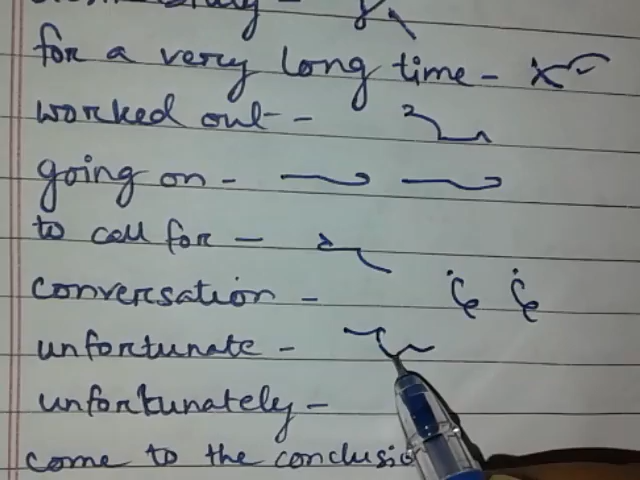 for a very long time -
worked out -
going on -
to call for -
conversation -
unfortunate -
unfortunately -
come to the conclusio